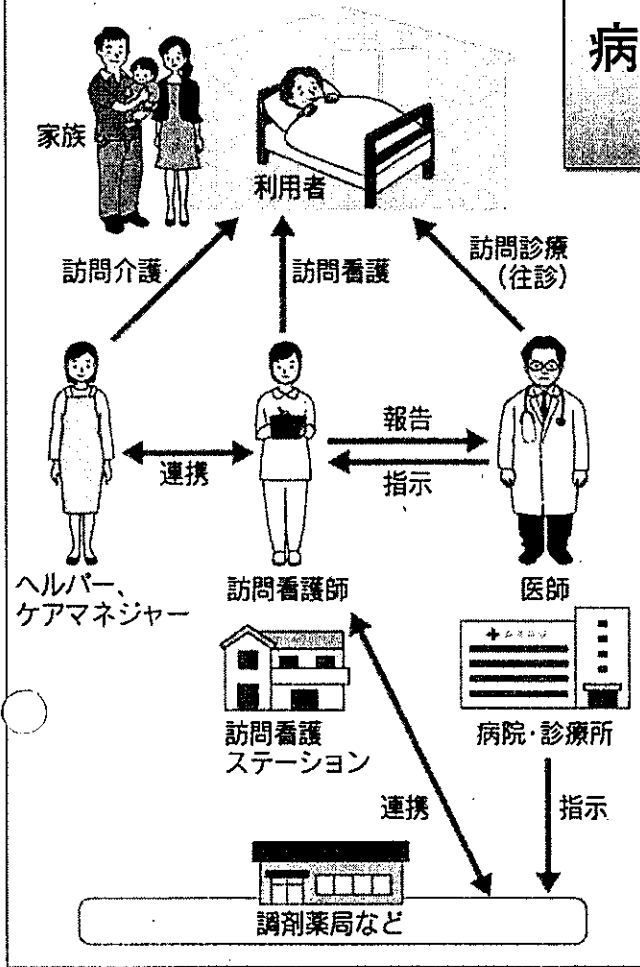 病
家族
利用者
訪問介護
訪問看護
訪問診療
(往診)
報告
連携
指示
ヘルパー、
ケアマネジャー
訪問看護師
医師
訪問看護
ステーション
病院・診療所
連携
指示
調剤薬局など